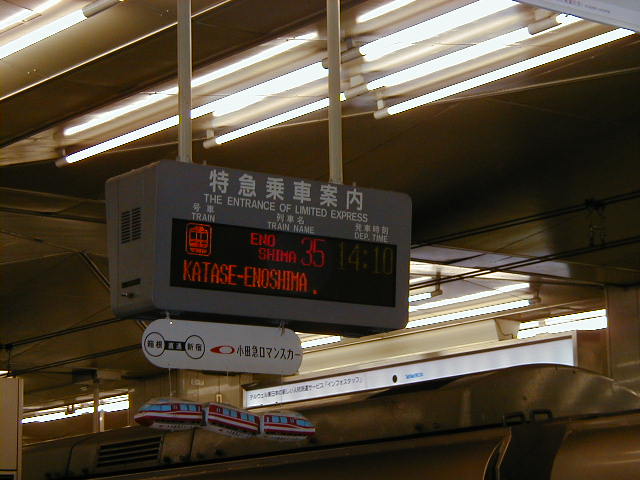 特急乗車案内
THE ENTRANCE OF LIMITED EXPRESS
号車 列車名 発車時刻
TRAIN TRAIN NAME DEP. TIME
ENO
SHIMA 35 14:10
KATASE-ENOSHIMA.
箱根 直通 新宿 小田急ロマンスカー